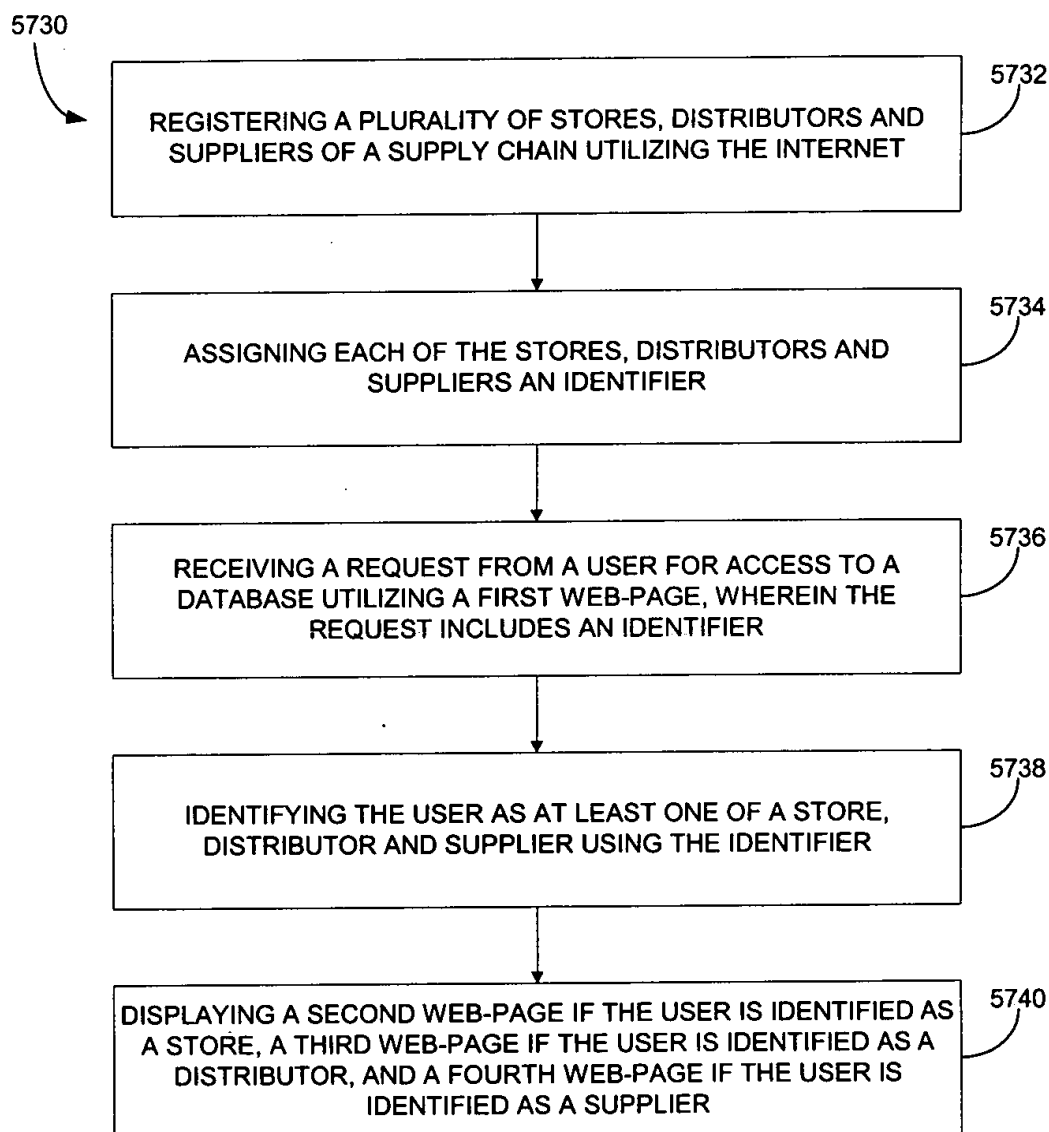 5730
5732
REGISTERING A PLURALITY OF STORES, DISTRIBUTORS AND
SUPPLIERS OF A SUPPLY CHAIN UTILIZING THE INTERNET
5734
ASSIGNING EACH OF THE STORES, DISTRIBUTORS AND
SUPPLIERS AN IDENTIFIER
5736
RECEIVING A REQUEST FROM A USER FOR ACCESS TO A
DATABASE UTILIZING A FIRST WEB-PAGE, WHEREIN THE
REQUEST INCLUDES AN IDENTIFIER
5738
IDENTIFYING THE USER AS AT LEAST ONE OF A STORE,
DISTRIBUTOR AND SUPPLIER USING THE IDENTIFIER
5740
DISPLAYING A SECOND WEB-PAGE IF THE USER IS IDENTIFIED AS
A STORE, A THIRD WEB-PAGE IF THE USER IS IDENTIFIED AS A
DISTRIBUTOR, AND A FOURTH WEB-PAGE IF THE USER IS
IDENTIFIED AS A SUPPLIER